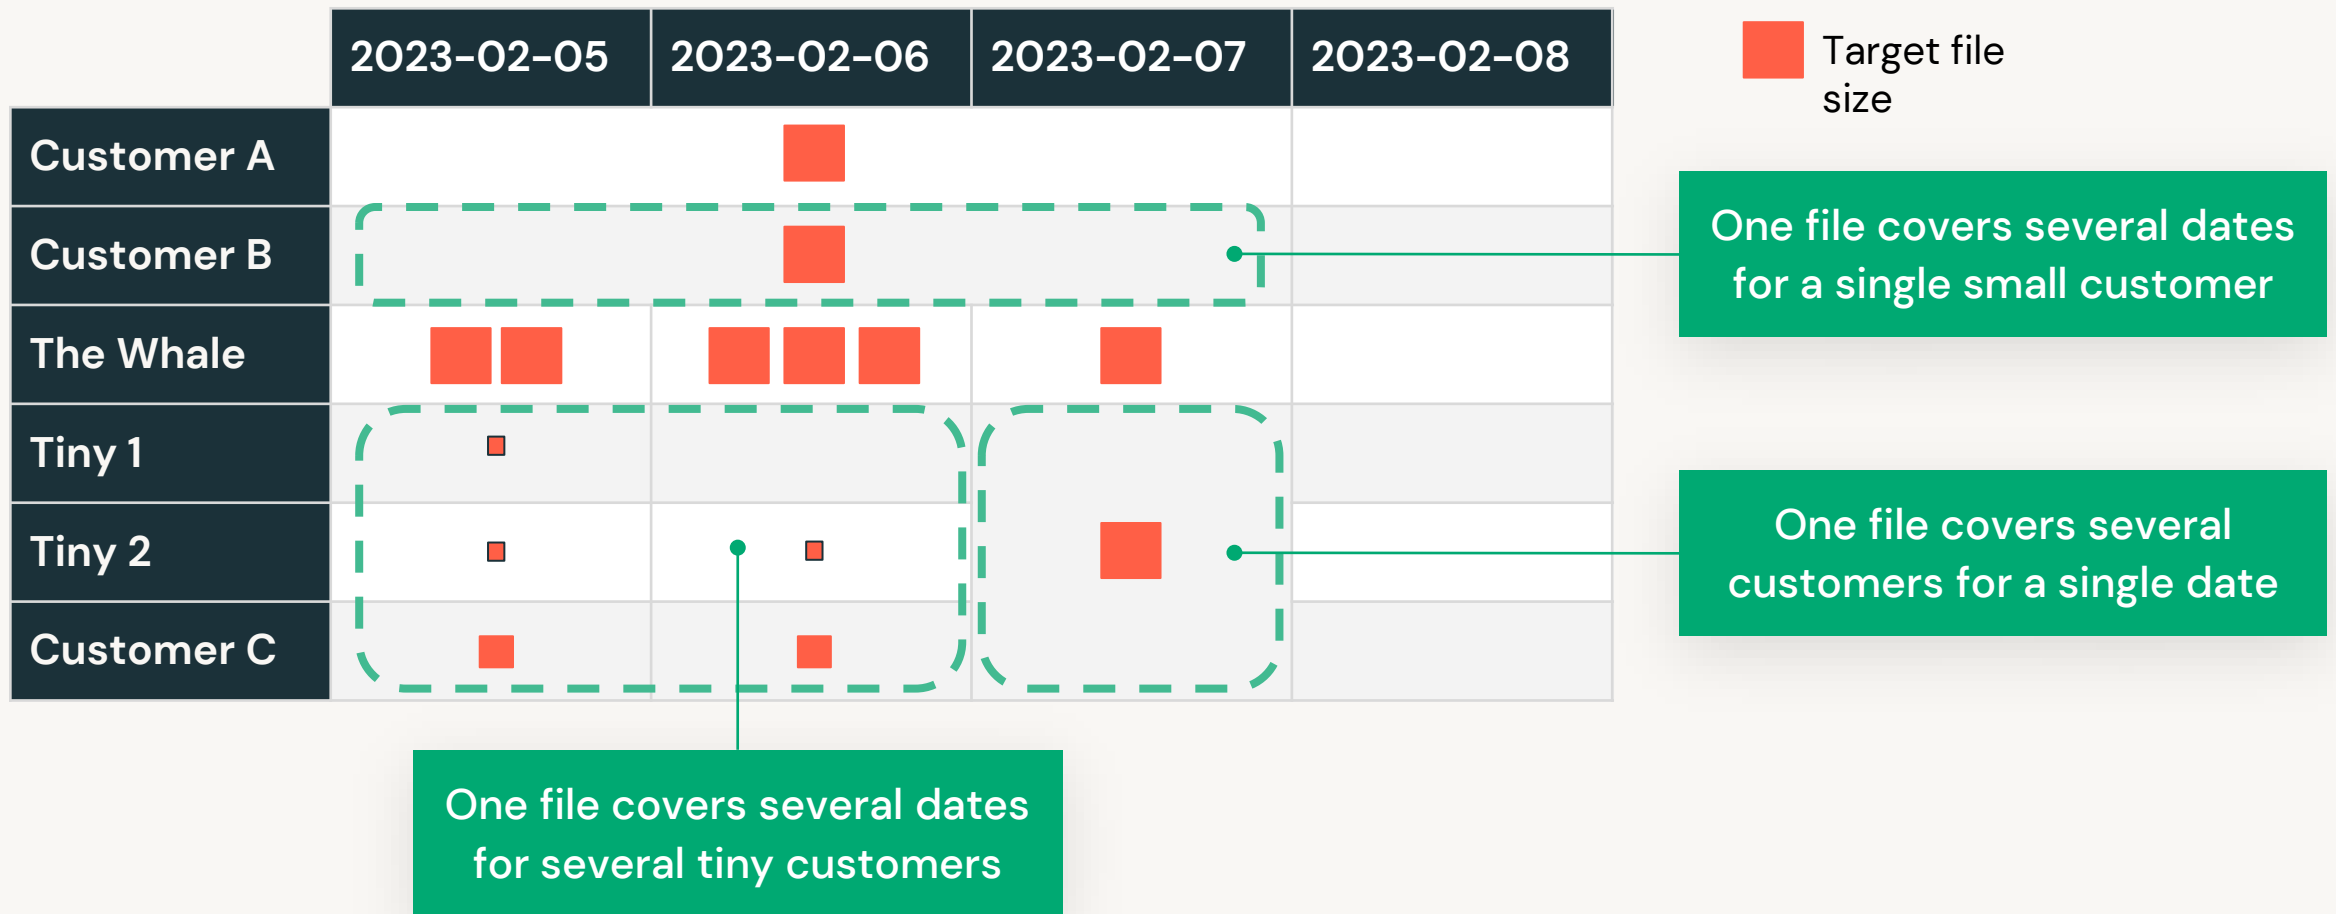 2023-02-05 2023-02-06 2023-02-07 2023-02-08
Target file
size
Customer A
Customer B
The Whale
Tiny 1
Tiny 2
Customer C
One file covers several dates
for a single small customer
One file covers several
customers for a single date
One file covers several dates
for several tiny customers